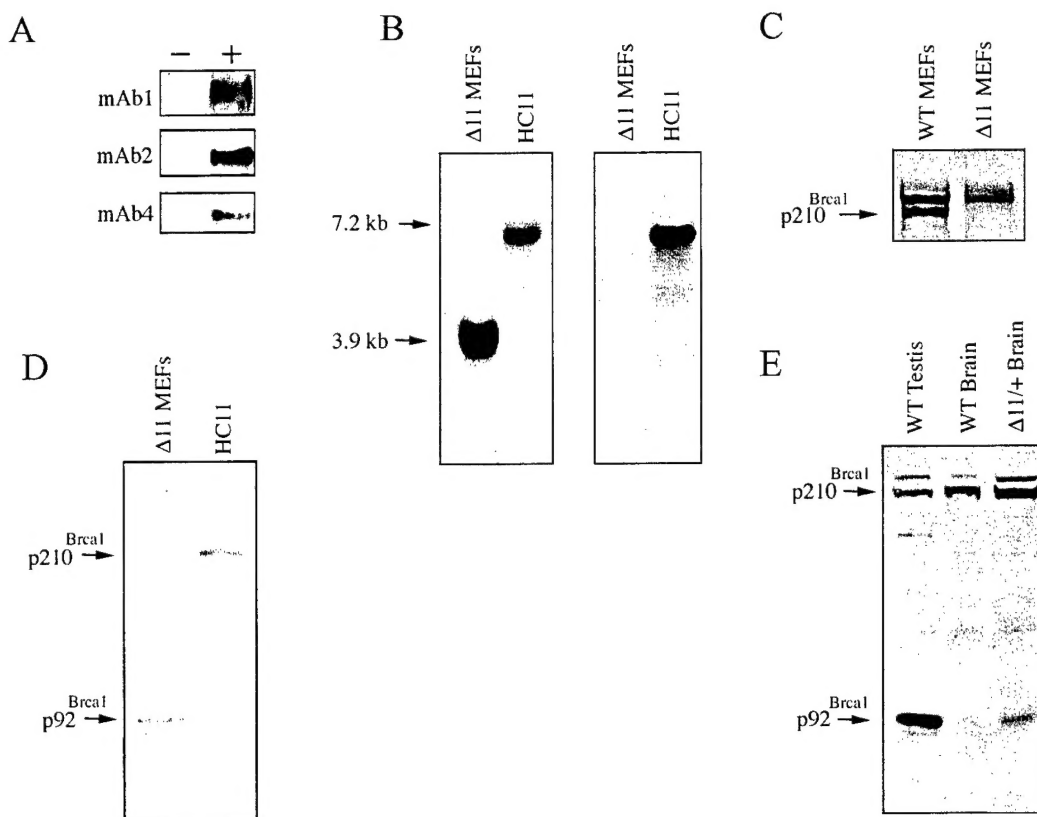 A
− +
mAb1
mAb2
mAb4
B
Δ11 MEFs
HC11
Δ11 MEFs
HC11
7.2 kb
3.9 kb
C
WT MEFs
Δ11 MEFs
p210 Brca1
D
Δ11 MEFs
HC11
p210 Brca1
p92 Brca1
E
WT Testis
WT Brain
Δ11/+ Brain
p210 Brca1
p92 Brca1